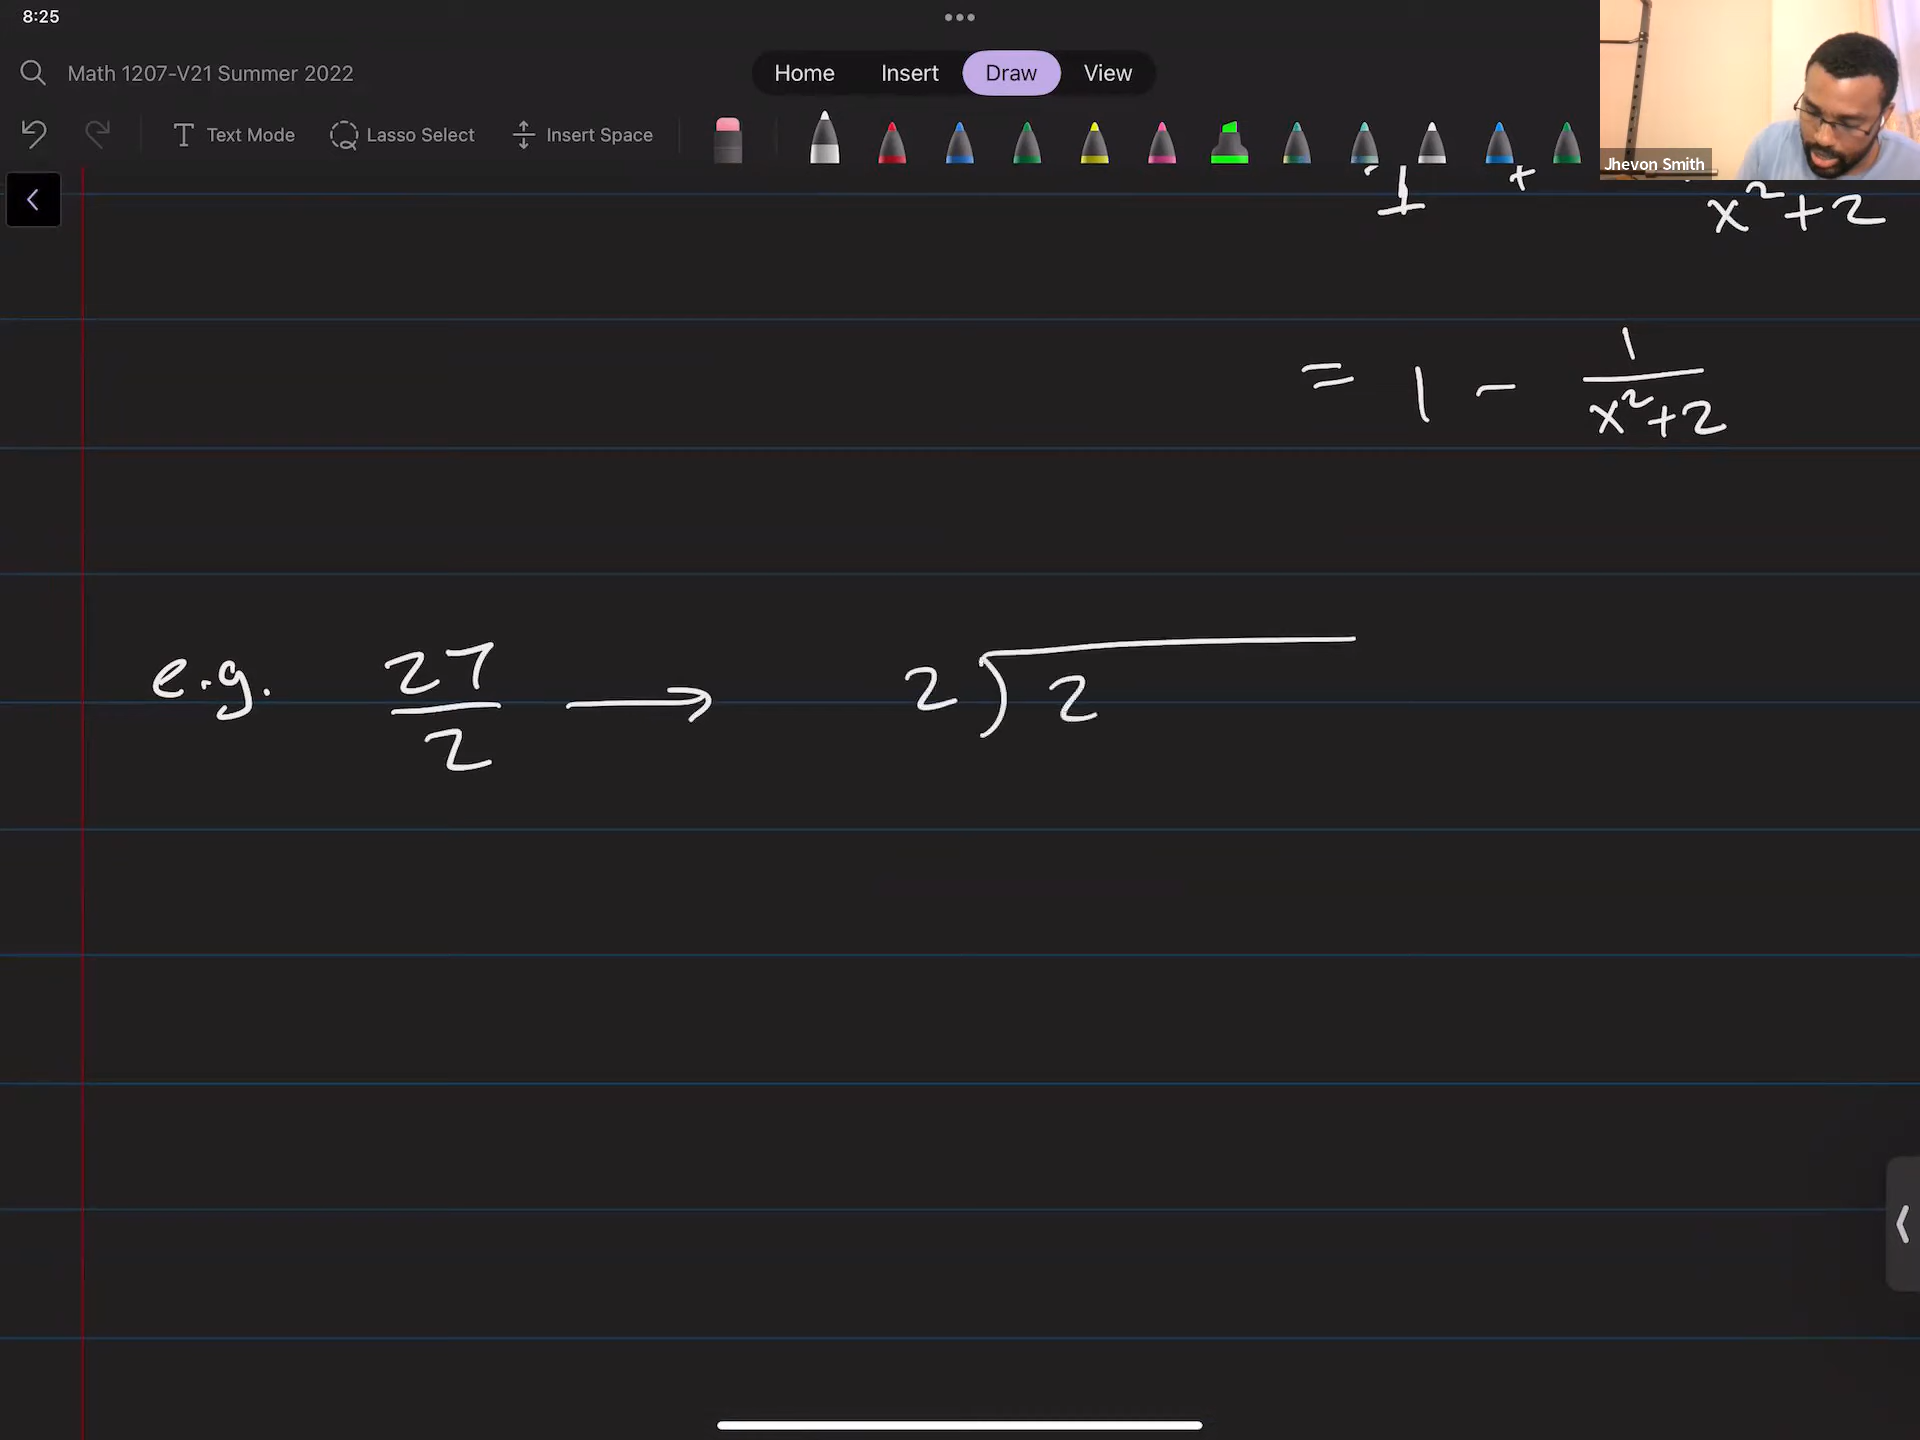 8:25
Math 1207-V21 Summer 2022
Home Insert Draw View
Text Mode Lasso Select Insert Space
Jhevon Smith
1 + x²+2
= 1 - 1/(x²+2)
e.g. 27/2 → 2)2